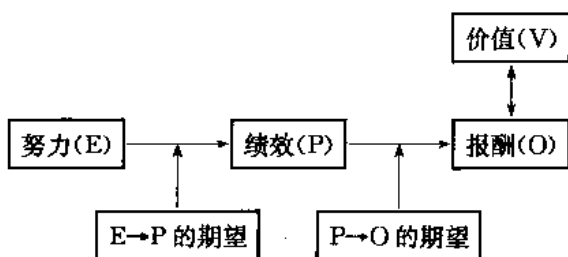 价值(V)
努力(E)
绩效(P)
报酬(O)
E→P 的期望
P→O 的期望